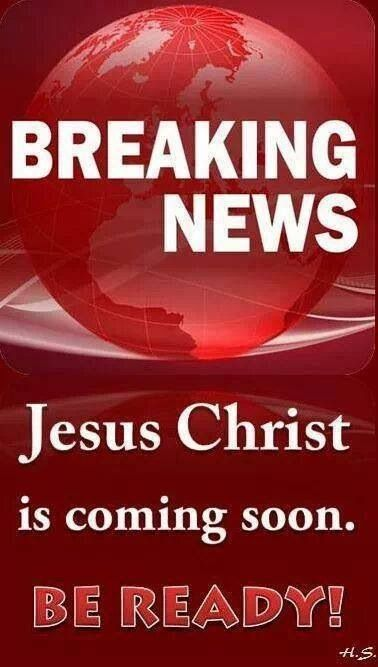 BREAKING
NEWS
Jesus Christ
is coming soon.
BE READY!
H.S.